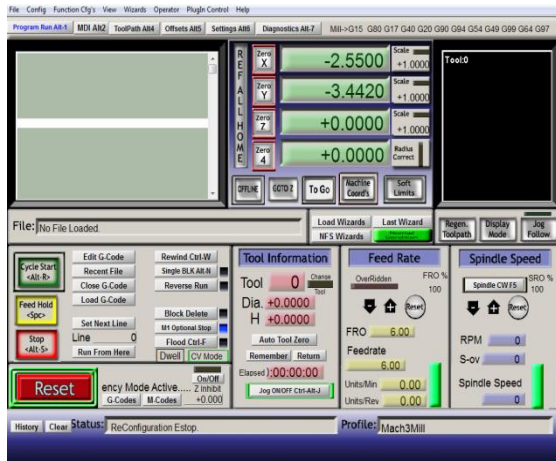 File Config Function Cfg's View Wizards Operator PlugIn Control Help
Program Run Alt-1 MDI Alt2 ToolPath Alt4 Offsets Alt5 Settings Alt6 Diagnostics Alt-7 Mill->G15 G80 G17 G40 G20 G90 G94 G54 G49 G99 G64 G97
REF ALL HOME
Zero X -2.5500 Scale +1.0000
Zero Y -3.4420 Scale +1.0000
Zero Z +0.0000 Scale +1.0000
Zero 4 +0.0000 Radius Correct
Tool:0
OFFLINE GOTO Z To Go Machine Coord's Soft Limits
File: No File Loaded.
Load Wizards Last Wizard
NFS Wizards
Regen. Toolpath Display Mode Jog Follow
Cycle Start <Alt-R>
Feed Hold <Spc>
Stop <Alt-S>
Edit G-Code Rewind Ctrl-W
Recent File Single BLK Alt-N
Close G-Code Reverse Run
Load G-Code
Block Delete
Set Next Line M1 Optional Stop
Line 0 Flood Ctrl-F
Run From Here Dwell CV Mode
Tool Information
Tool 0 Change Tool
Dia. +0.0000
H +0.0000
Auto Tool Zero
Remember Return
Elapsed ):00:00:00
Jog ON/OFF Ctrl-Alt-J
Feed Rate
OverRidden FRO % 100
Reset
FRO 6.00
Feedrate
6.00
Units/Min 0.00
Units/Rev 0.00
Spindle Speed
Spindle CW F5 SRO % 100
Reset
RPM 0
S-ov 0
Spindle Speed
0
Reset
ency Mode Active.....
On/Off
Z Inhibit
+0.000
G-Codes M-Codes
History Clear Status: ReConfiguration Estop. Profile: Mach3Mill